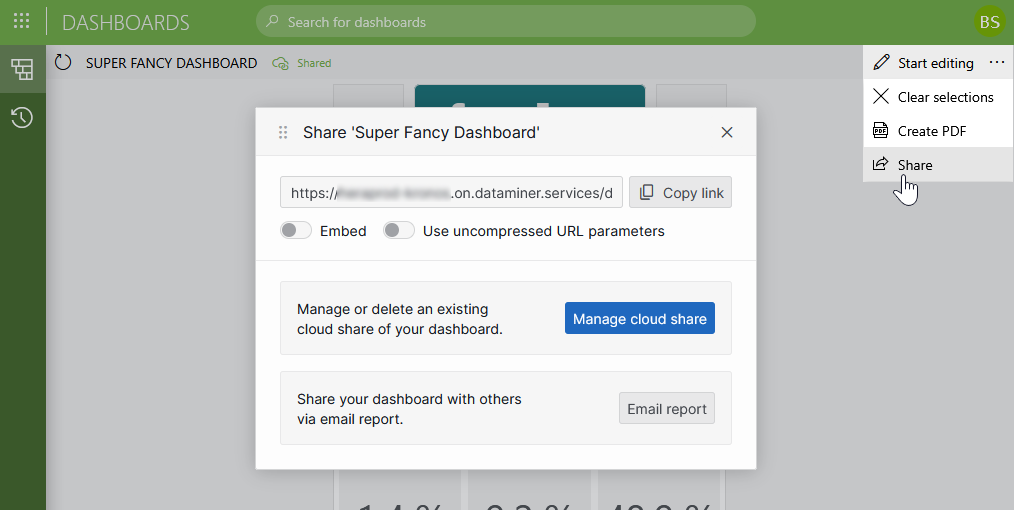 DASHBOARDS
Search for dashboards
BS
SUPER FANCY DASHBOARD
Shared
Start editing
Clear selections
PDF
Create PDF
Share
Share 'Super Fancy Dashboard'
https://
.on.dataminer.services/d
Copy link
Embed
Use uncompressed URL parameters
Manage or delete an existing
cloud share of your dashboard.
Manage cloud share
Share your dashboard with others
via email report.
Email report